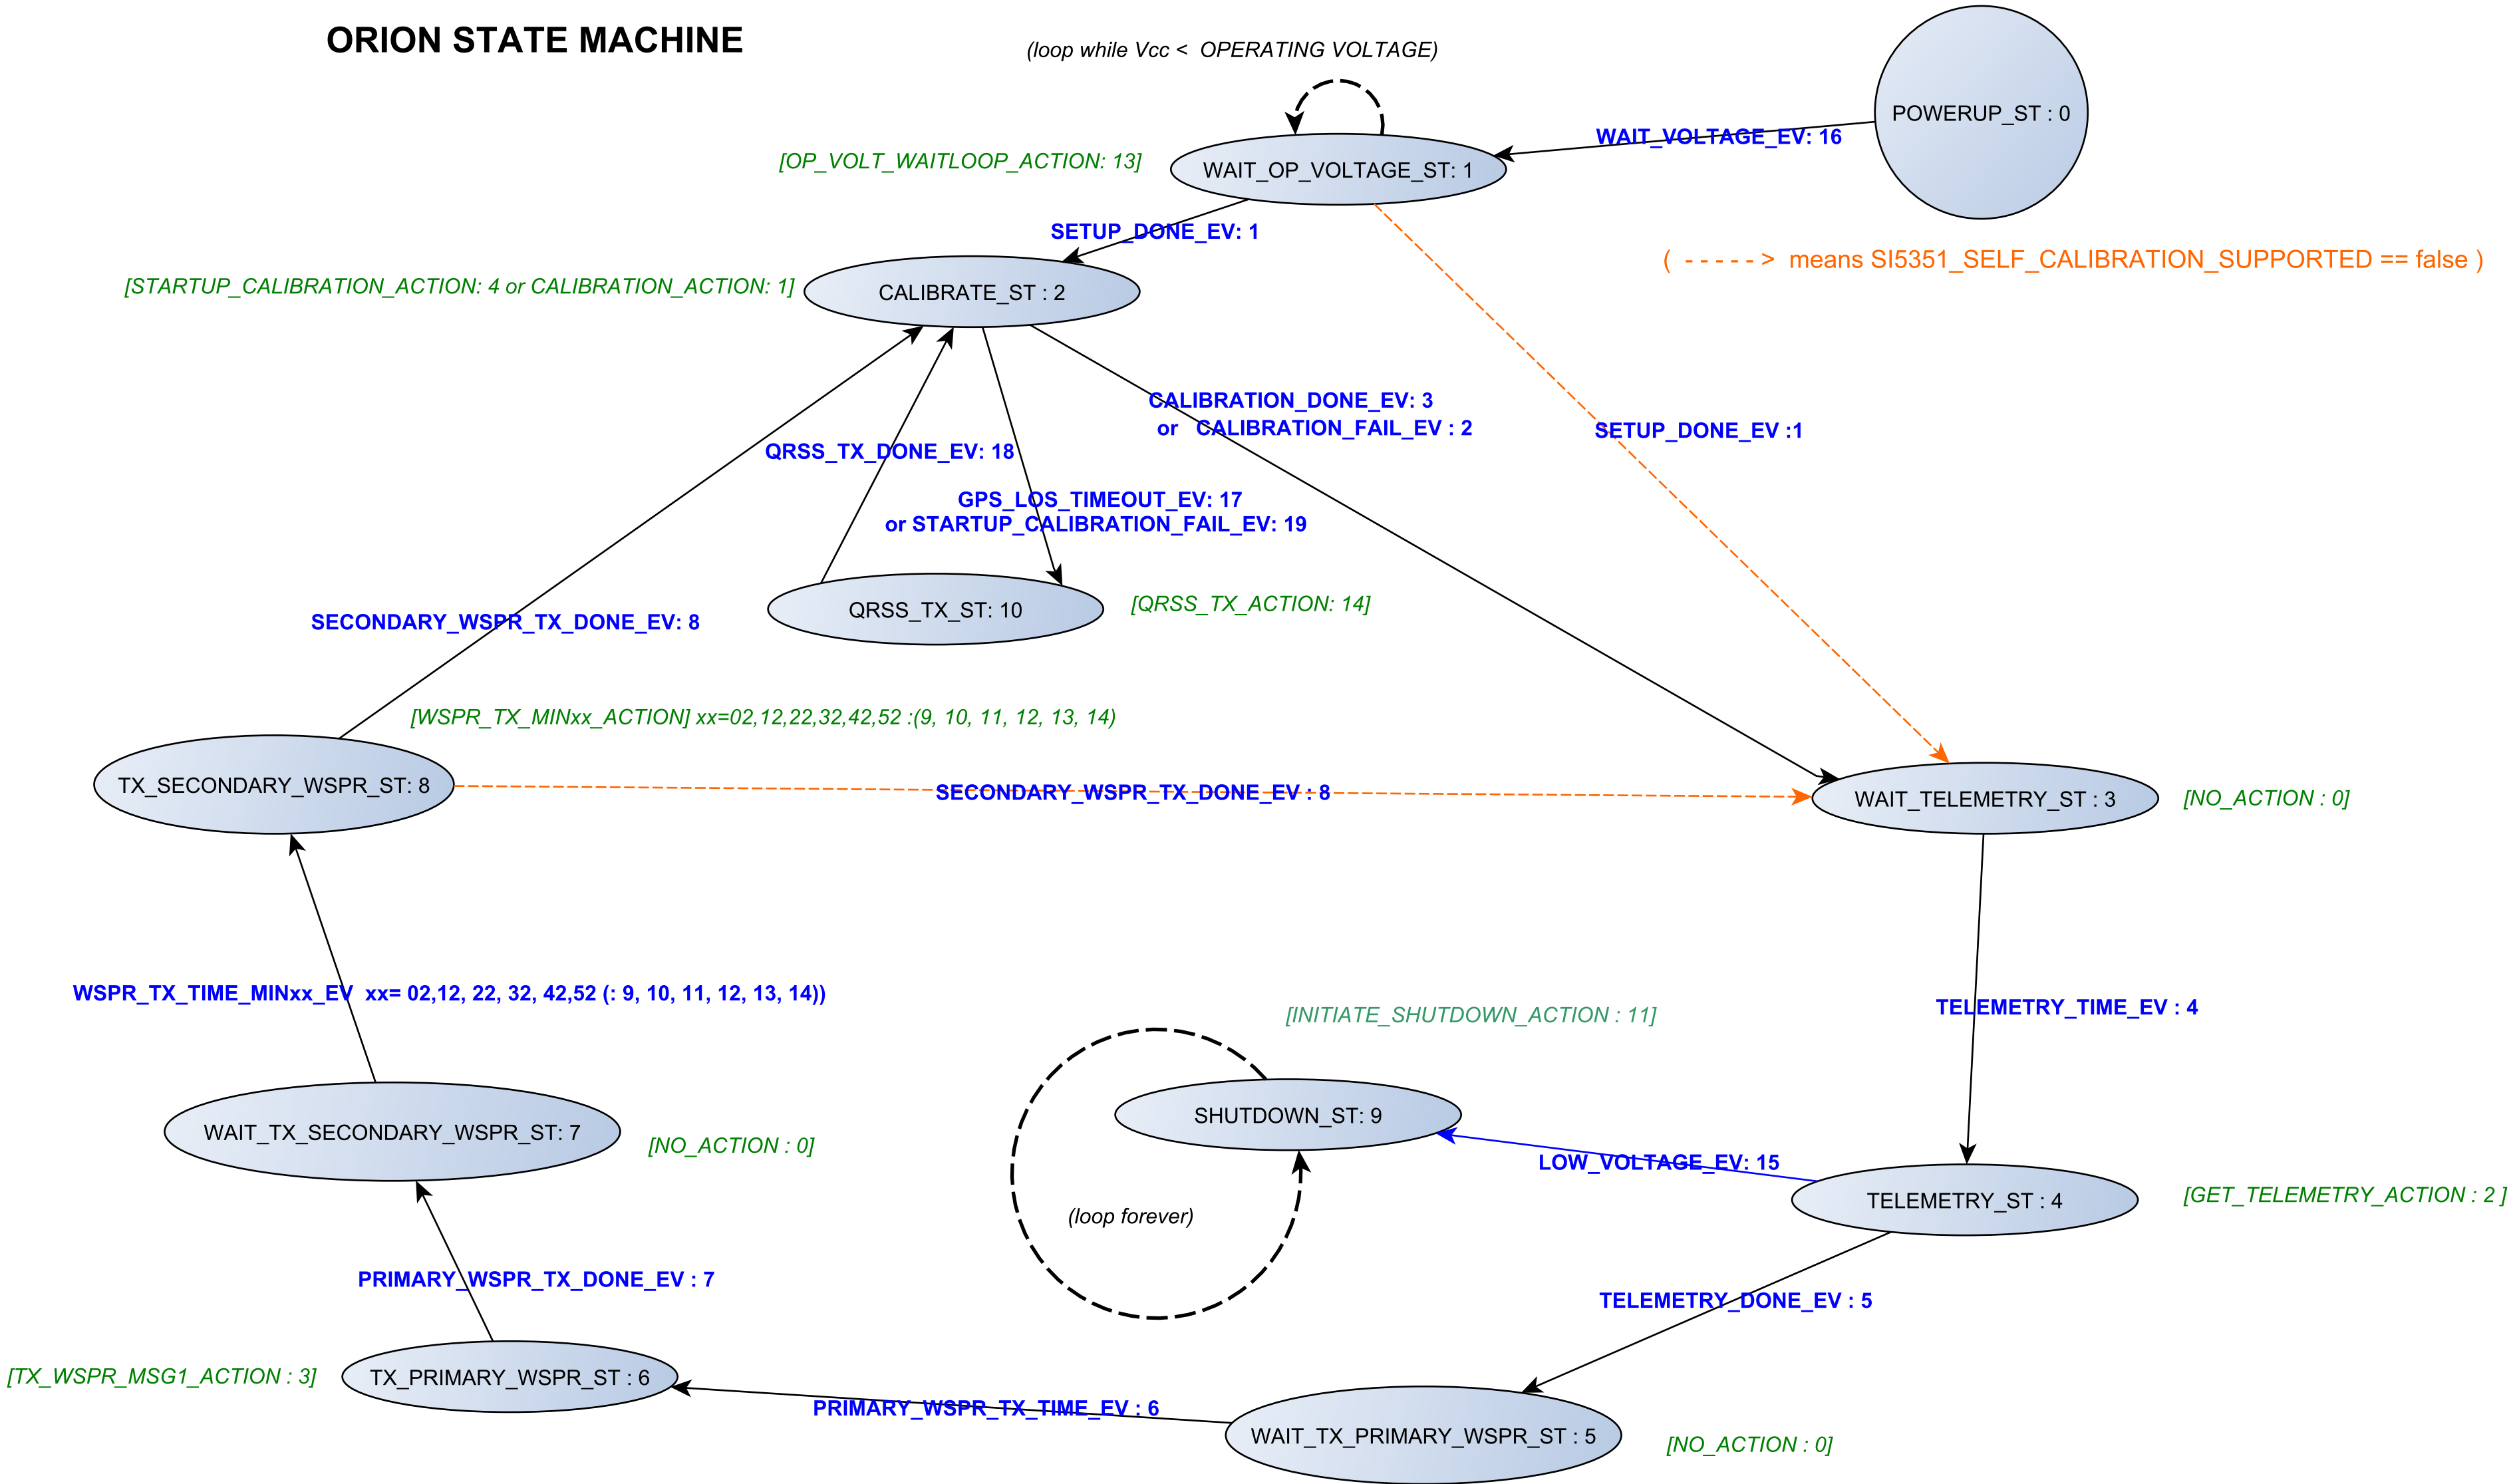 ORION STATE MACHINE
(loop while Vcc <  OPERATING VOLTAGE)
POWERUP_ST : 0
WAIT_VOLTAGE_EV: 16
[OP_VOLT_WAITLOOP_ACTION: 13]
WAIT_OP_VOLTAGE_ST: 1
SETUP_DONE_EV: 1
(  - - - - - >  means SI5351_SELF_CALIBRATION_SUPPORTED == false )
[STARTUP_CALIBRATION_ACTION: 4 or CALIBRATION_ACTION: 1]
CALIBRATE_ST : 2
CALIBRATION_DONE_EV: 3
or   CALIBRATION_FAIL_EV : 2
SETUP_DONE_EV :1
QRSS_TX_DONE_EV: 18
GPS_LOS_TIMEOUT_EV: 17
or STARTUP_CALIBRATION_FAIL_EV: 19
QRSS_TX_ST: 10
[QRSS_TX_ACTION: 14]
SECONDARY_WSPR_TX_DONE_EV: 8
[WSPR_TX_MINxx_ACTION] xx=02,12,22,32,42,52 :(9, 10, 11, 12, 13, 14)
TX_SECONDARY_WSPR_ST: 8
SECONDARY_WSPR_TX_DONE_EV : 8
WAIT_TELEMETRY_ST : 3
[NO_ACTION : 0]
WSPR_TX_TIME_MINxx_EV  xx= 02,12, 22, 32, 42,52 (: 9, 10, 11, 12, 13, 14))
TELEMETRY_TIME_EV : 4
[INITIATE_SHUTDOWN_ACTION : 11]
SHUTDOWN_ST: 9
WAIT_TX_SECONDARY_WSPR_ST: 7
[NO_ACTION : 0]
LOW_VOLTAGE_EV: 15
TELEMETRY_ST : 4
[GET_TELEMETRY_ACTION : 2 ]
(loop forever)
PRIMARY_WSPR_TX_DONE_EV : 7
TELEMETRY_DONE_EV : 5
[TX_WSPR_MSG1_ACTION : 3]
TX_PRIMARY_WSPR_ST : 6
PRIMARY_WSPR_TX_TIME_EV : 6
WAIT_TX_PRIMARY_WSPR_ST : 5
[NO_ACTION : 0]